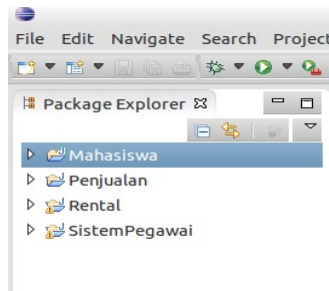 File Edit Navigate Search Project
Package Explorer
Mahasiswa
Penjualan
Rental
SistemPegawai